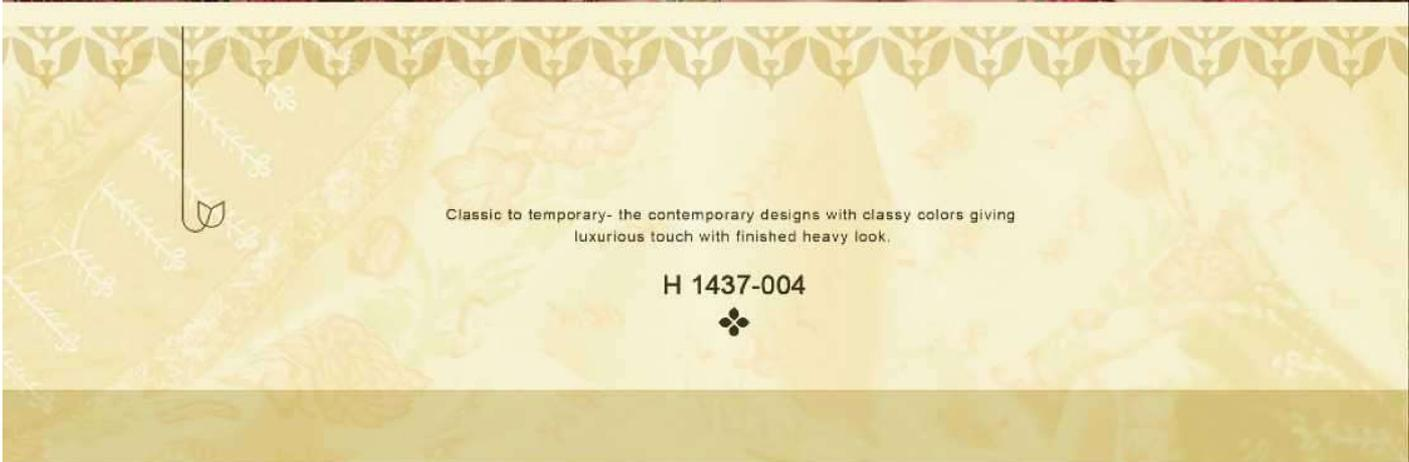 Classic to temporary- the contemporary designs with classy colors giving
luxurious touch with finished heavy look.
H 1437-004